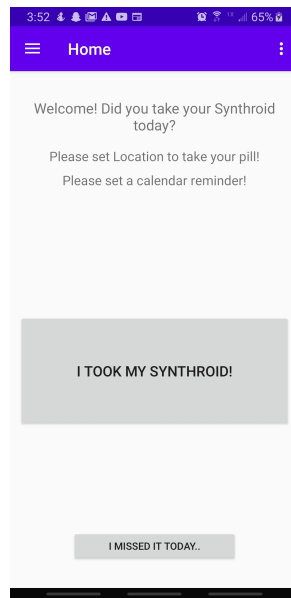 3:52 65%
Home
Welcome! Did you take your Synthroid
today?
Please set Location to take your pill!
Please set a calendar reminder!
I TOOK MY SYNTHROID!
I MISSED IT TODAY..